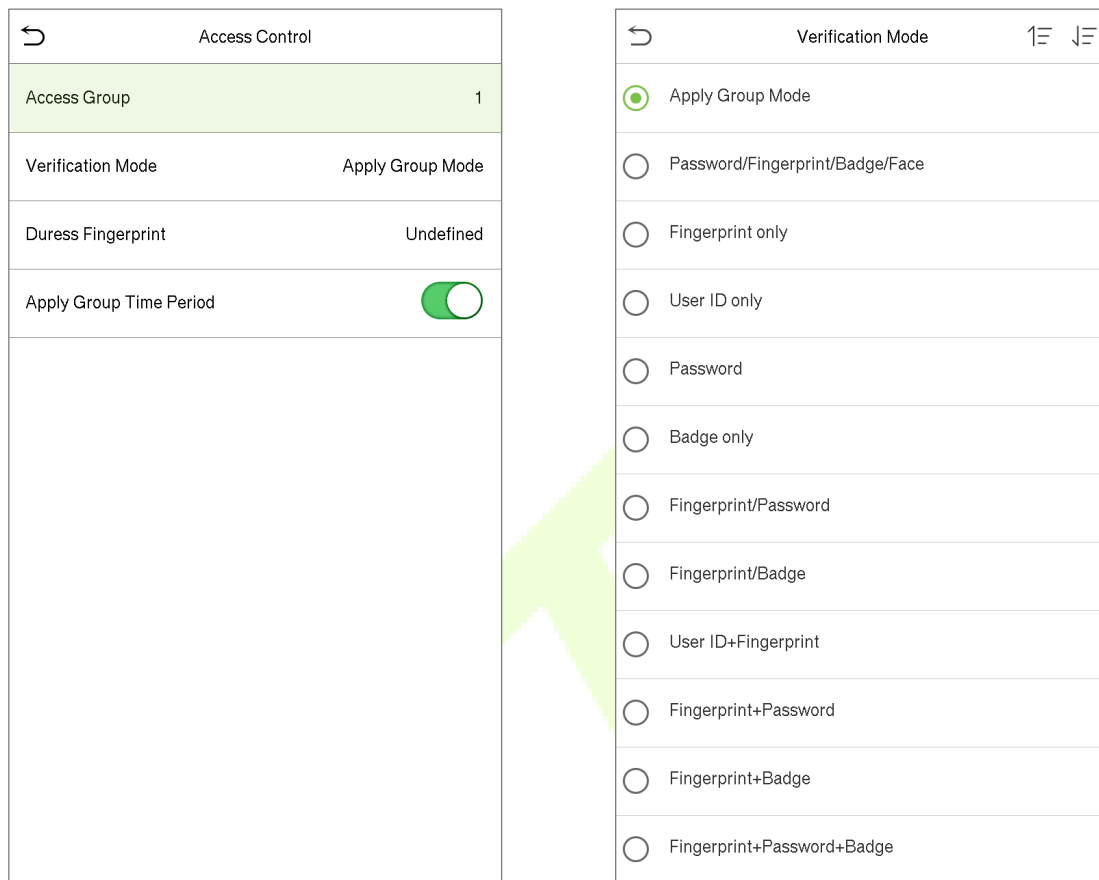 Access Control
Access Group 1
Verification Mode Apply Group Mode
Duress Fingerprint Undefined
Apply Group Time Period
Verification Mode
Apply Group Mode
Password/Fingerprint/Badge/Face
Fingerprint only
User ID only
Password
Badge only
Fingerprint/Password
Fingerprint/Badge
User ID+Fingerprint
Fingerprint+Password
Fingerprint+Badge
Fingerprint+Password+Badge